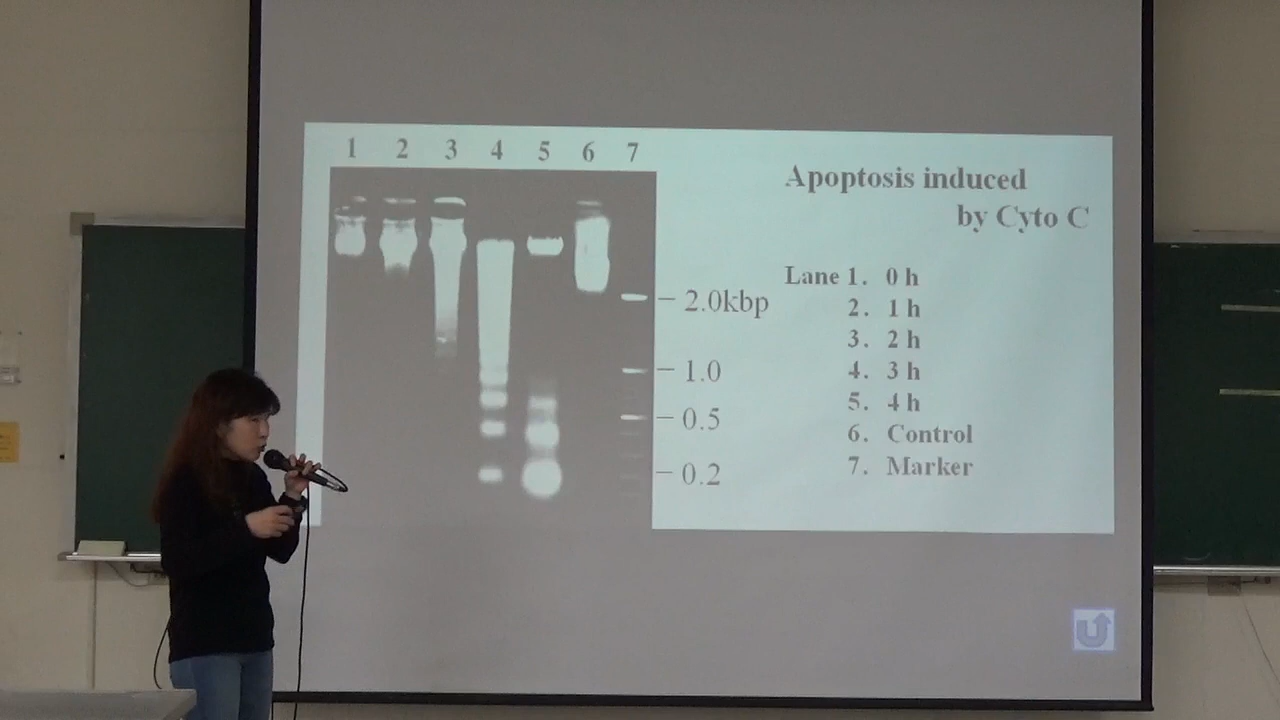 1 2 3 4 5 6 7
Apoptosis induced
by Cyto C
Lane 1. 0 h
2. 1 h
3. 2 h
4. 3 h
5. 4 h
6. Control
7. Marker
2.0kbp
1.0
0.5
0.2